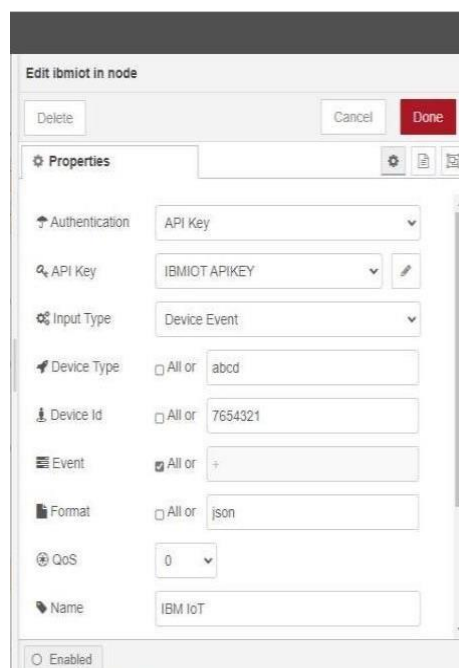 Edit ibmiot in node
Delete Cancel Done
Properties
Authentication API Key
API Key IBMIOT APIKEY
Input Type Device Event
Device Type All or abcd
Device Id All or 7654321
Event All or +
Format All or json
QoS 0
Name IBM IoT
Enabled